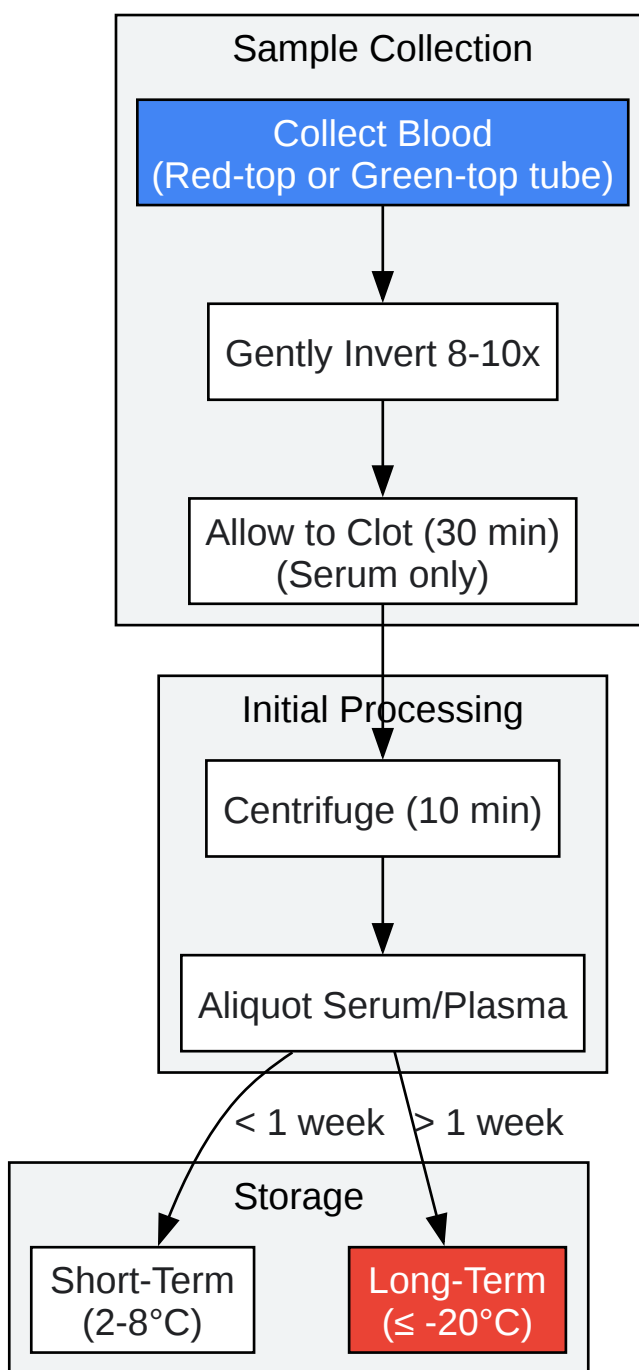 Sample Collection
Collect Blood
(Red-top or Green-top tube)
Gently Invert 8-10x
Allow to Clot (30 min)
(Serum only)
Initial Processing
Centrifuge (10 min)
Aliquot Serum/Plasma
< 1 week
> 1 week
Storage
Short-Term
(2-8°C)
Long-Term
(≤ -20°C)